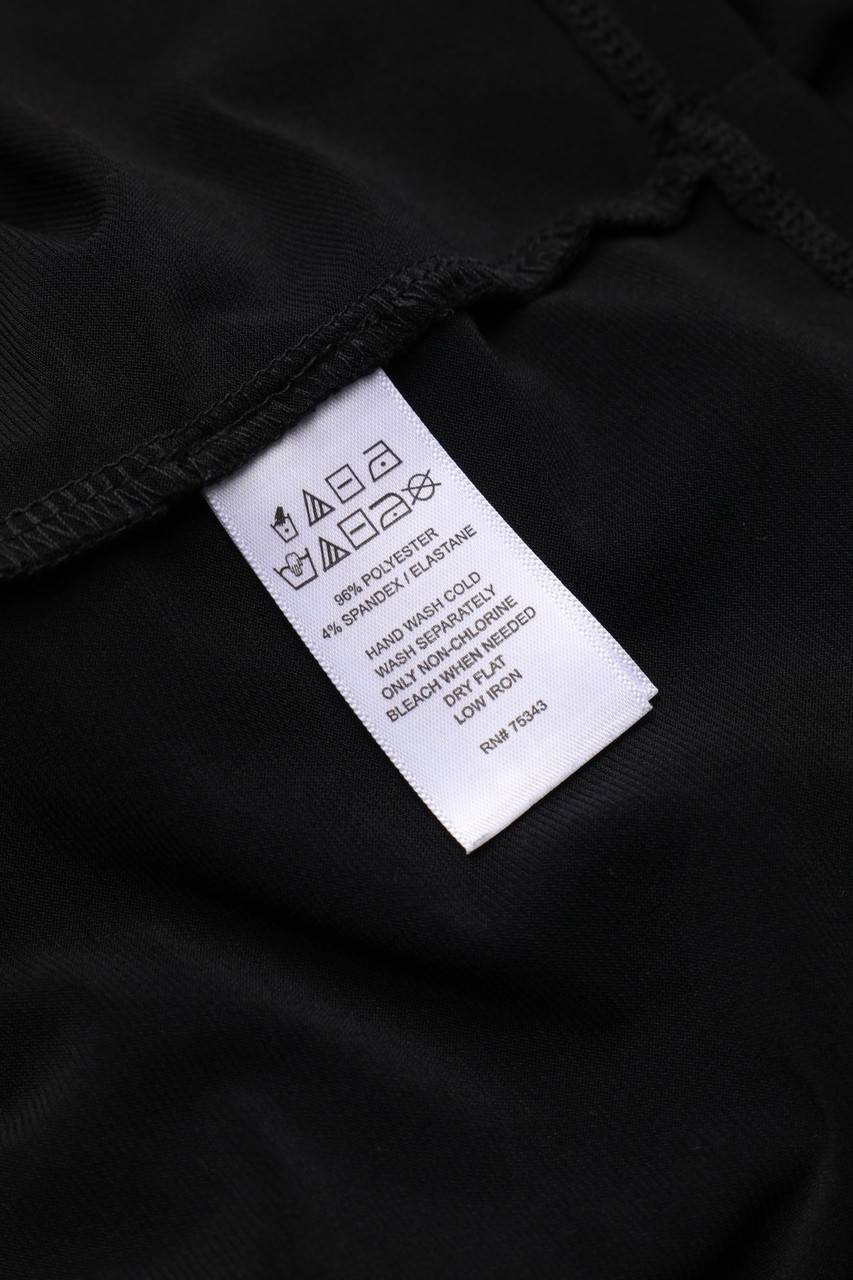 96% POLYESTER
4% SPANDEX / ELASTANE
HAND WASH COLD
WASH SEPARATELY
ONLY NON-CHLORINE
BLEACH WHEN NEEDED
DRY FLAT
LOW IRON
RN# 75343